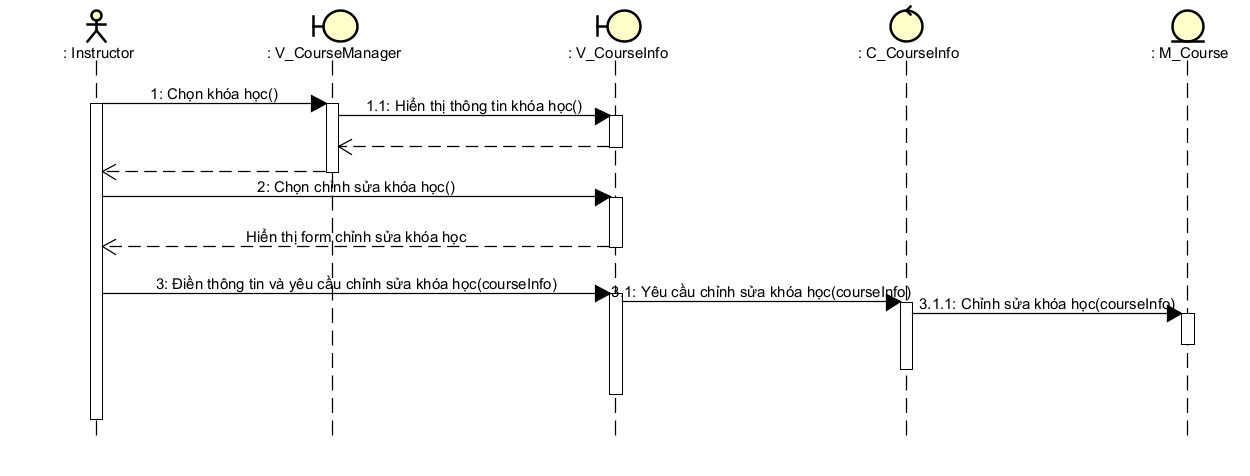 : Instructor
: V_CourseManager
: V_CourseInfo
: C_CourseInfo
: M_Course
1: Chọn khóa học()
1.1: Hiển thị thông tin khóa học()
2: Chọn chỉnh sửa khóa học()
Hiển thị form chỉnh sửa khóa học
3: Điền thông tin và yêu cầu chỉnh sửa khóa học(courseInfo)
3.1: Yêu cầu chỉnh sửa khóa học(courseInfo)
3.1.1: Chỉnh sửa khóa học(courseInfo)